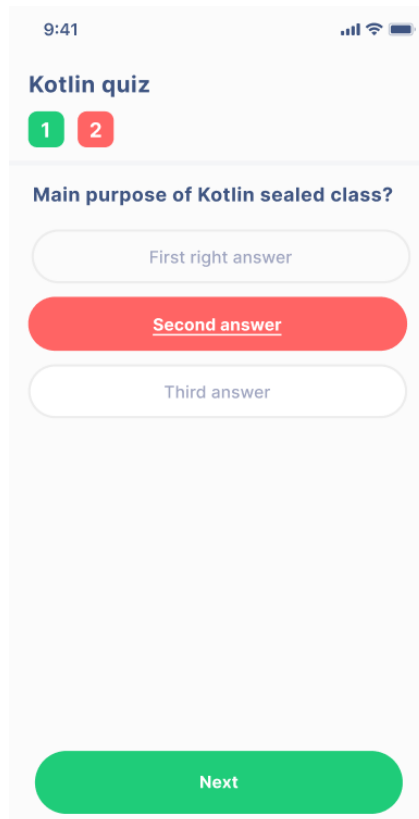 9:41
Kotlin quiz
1 2
Main purpose of Kotlin sealed class?
First right answer
Second answer
Third answer
Next